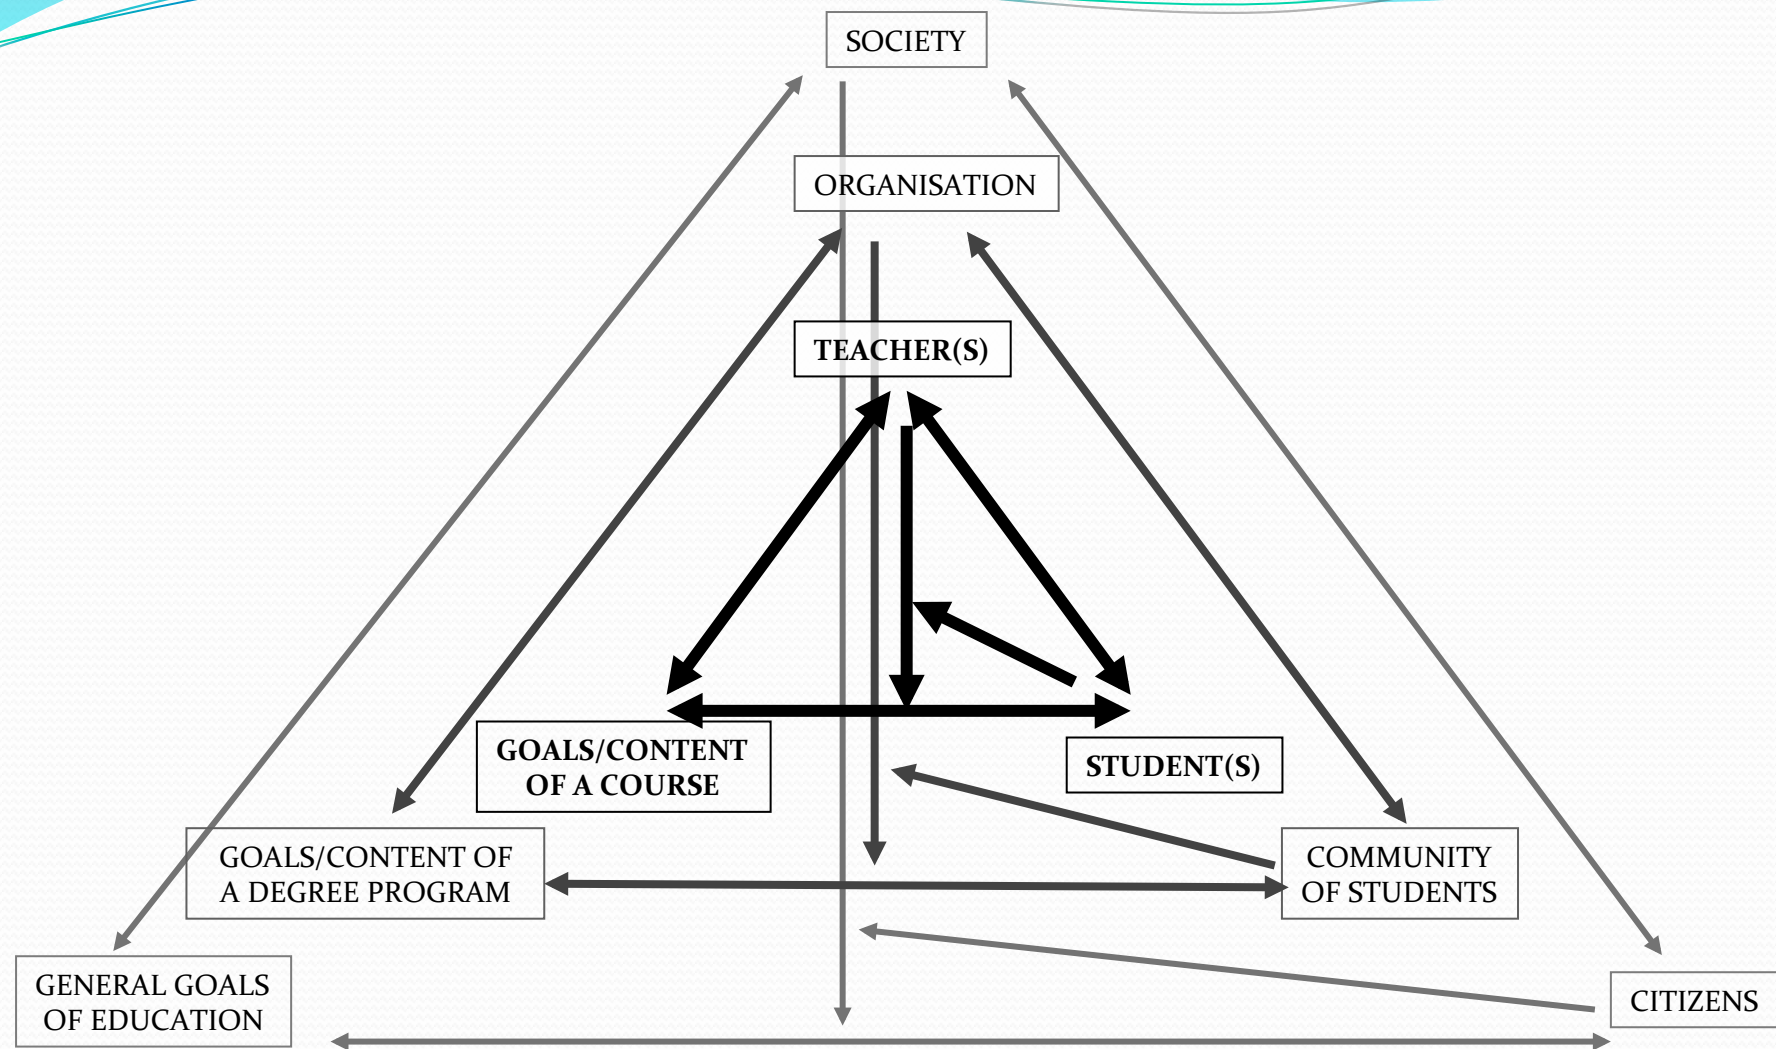 SOCIETY
ORGANISATION
TEACHER(S)
GOALS/CONTENT
OF A COURSE
STUDENT(S)
GOALS/CONTENT OF
A DEGREE PROGRAM
COMMUNITY
OF STUDENTS
GENERAL GOALS
OF EDUCATION
CITIZENS